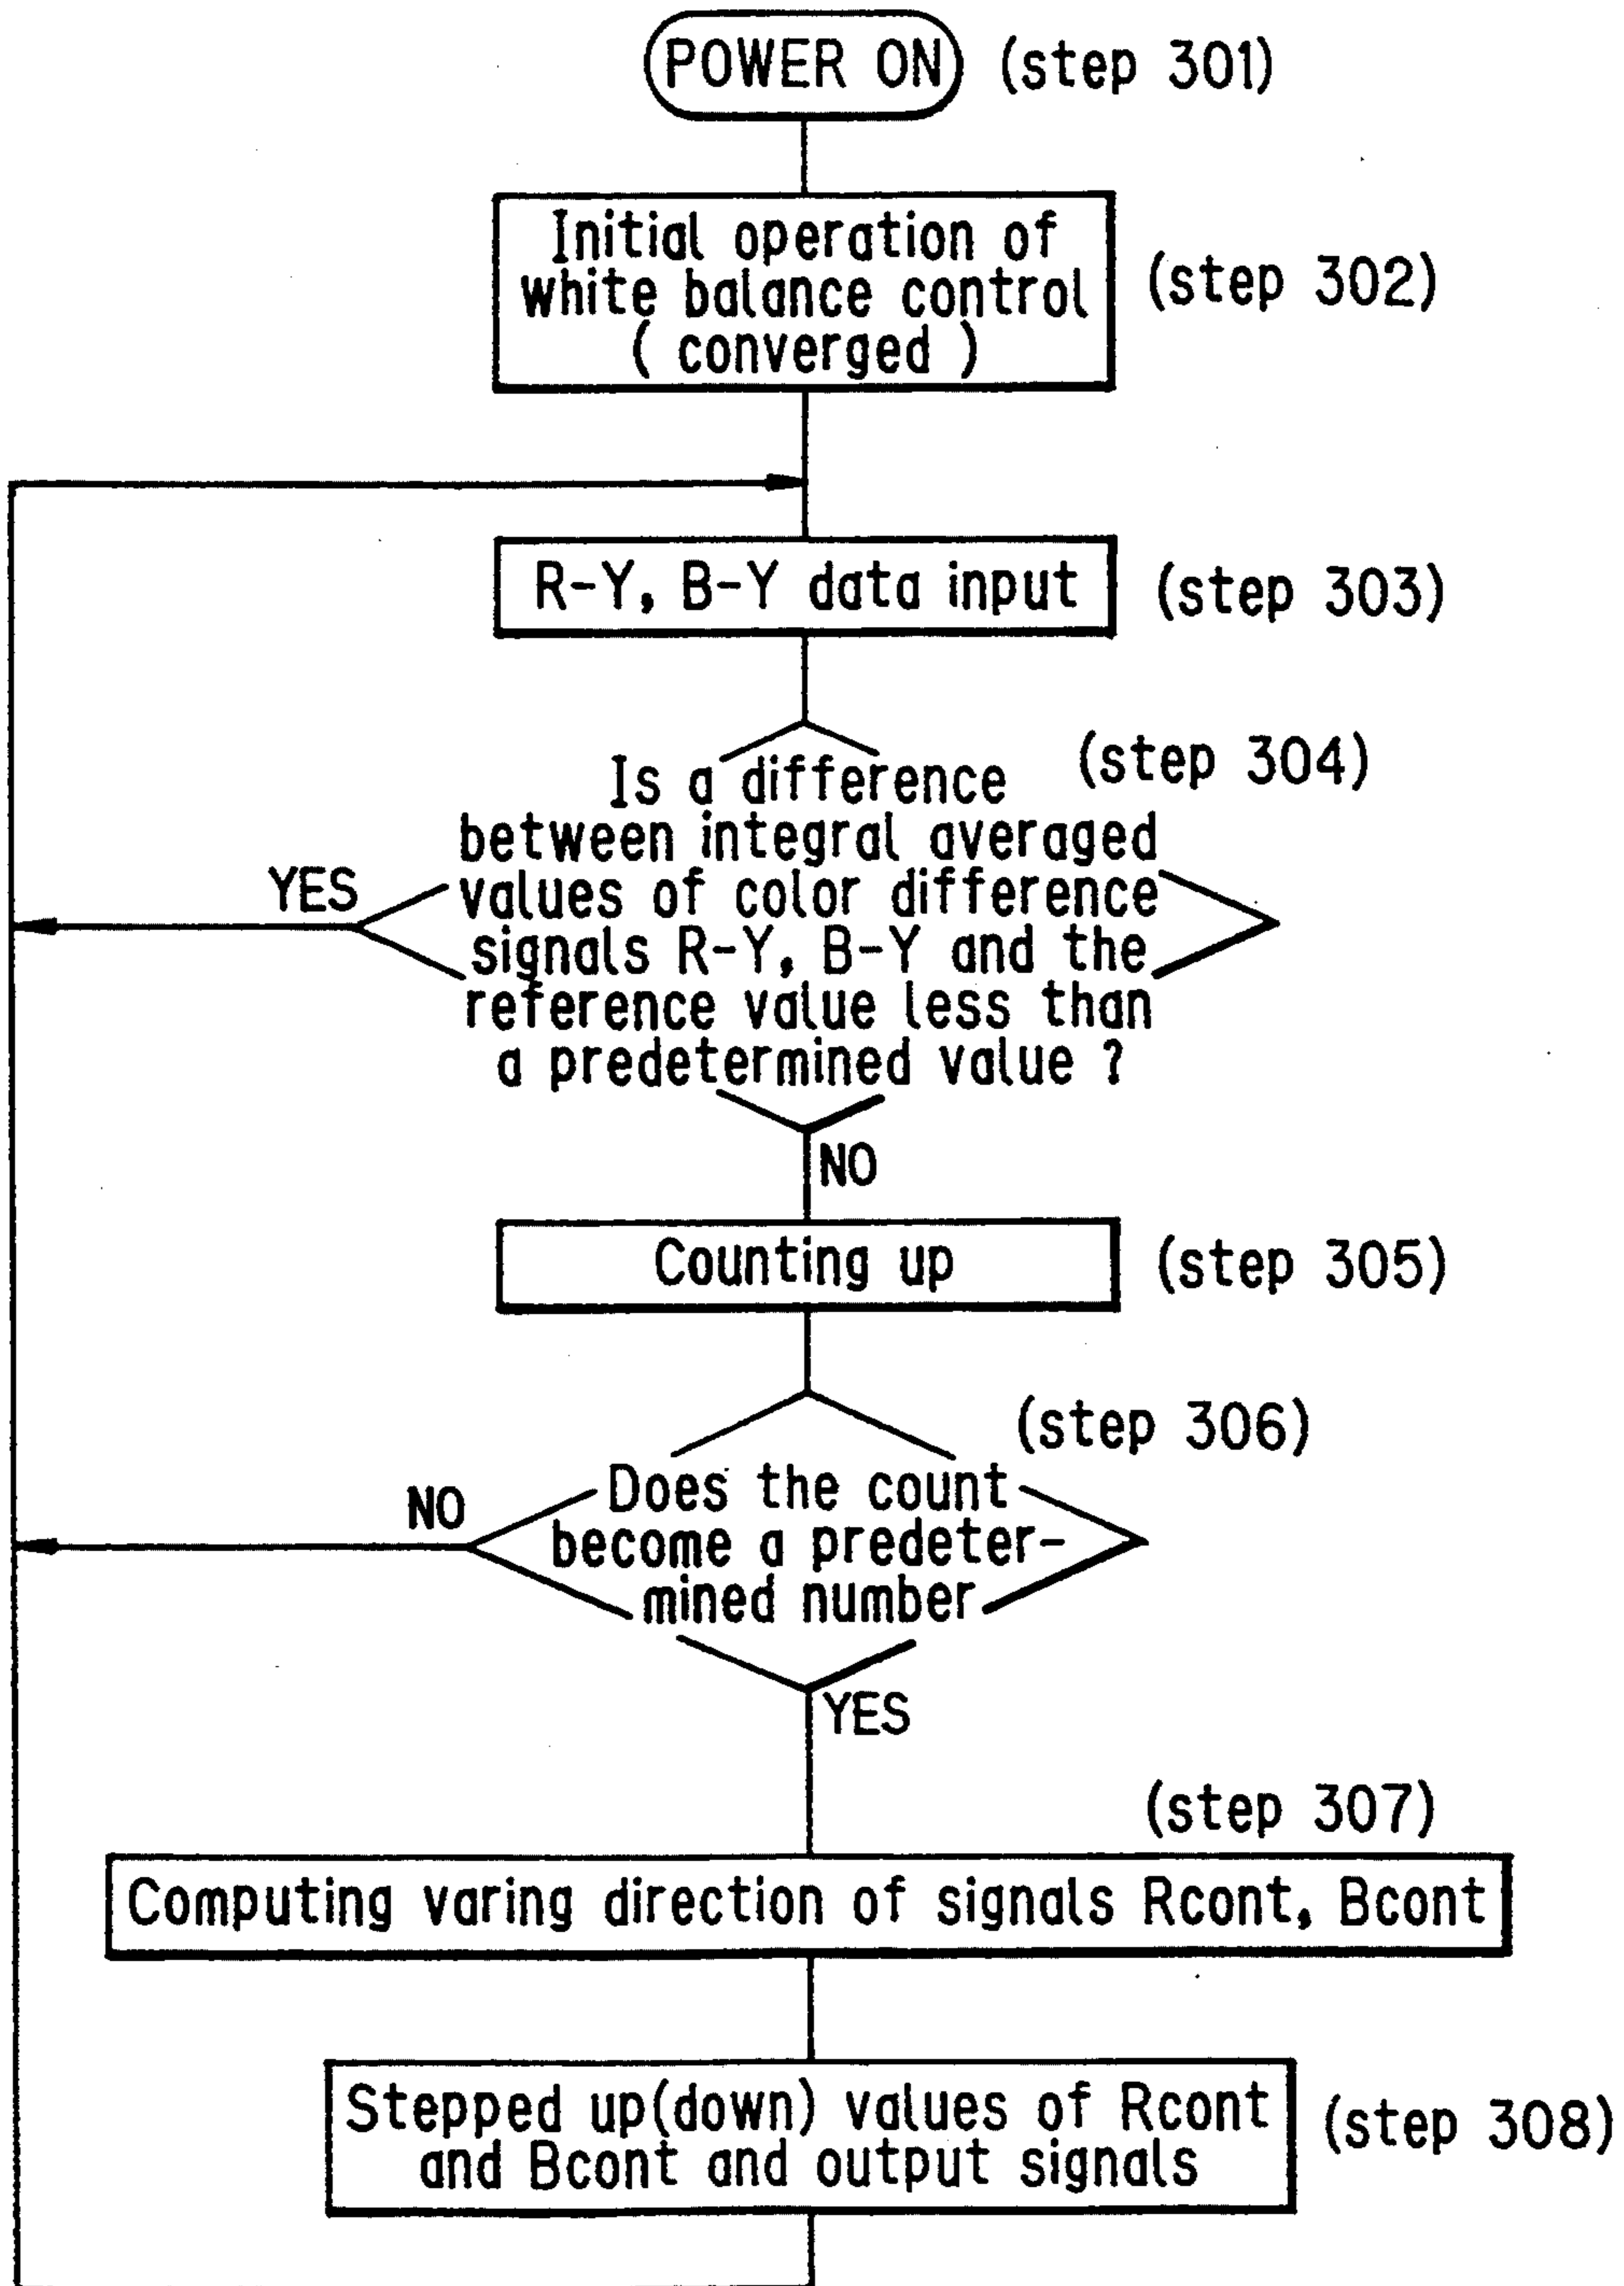 POWER ON (step 301)
Initial operation of
white balance control
( converged )
(step 302)
R-Y, B-Y data input (step 303)
(step 304)
Is a difference
between integral averaged
values of color difference
signals R-Y, B-Y and the
reference value less than
a predetermined value ?
YES
NO
Counting up (step 305)
(step 306)
Does the count
become a predeter-
mined number
NO
YES
(step 307)
Computing varing direction of signals Rcont, Bcont
Stepped up(down) values of Rcont
and Bcont and output signals
(step 308)